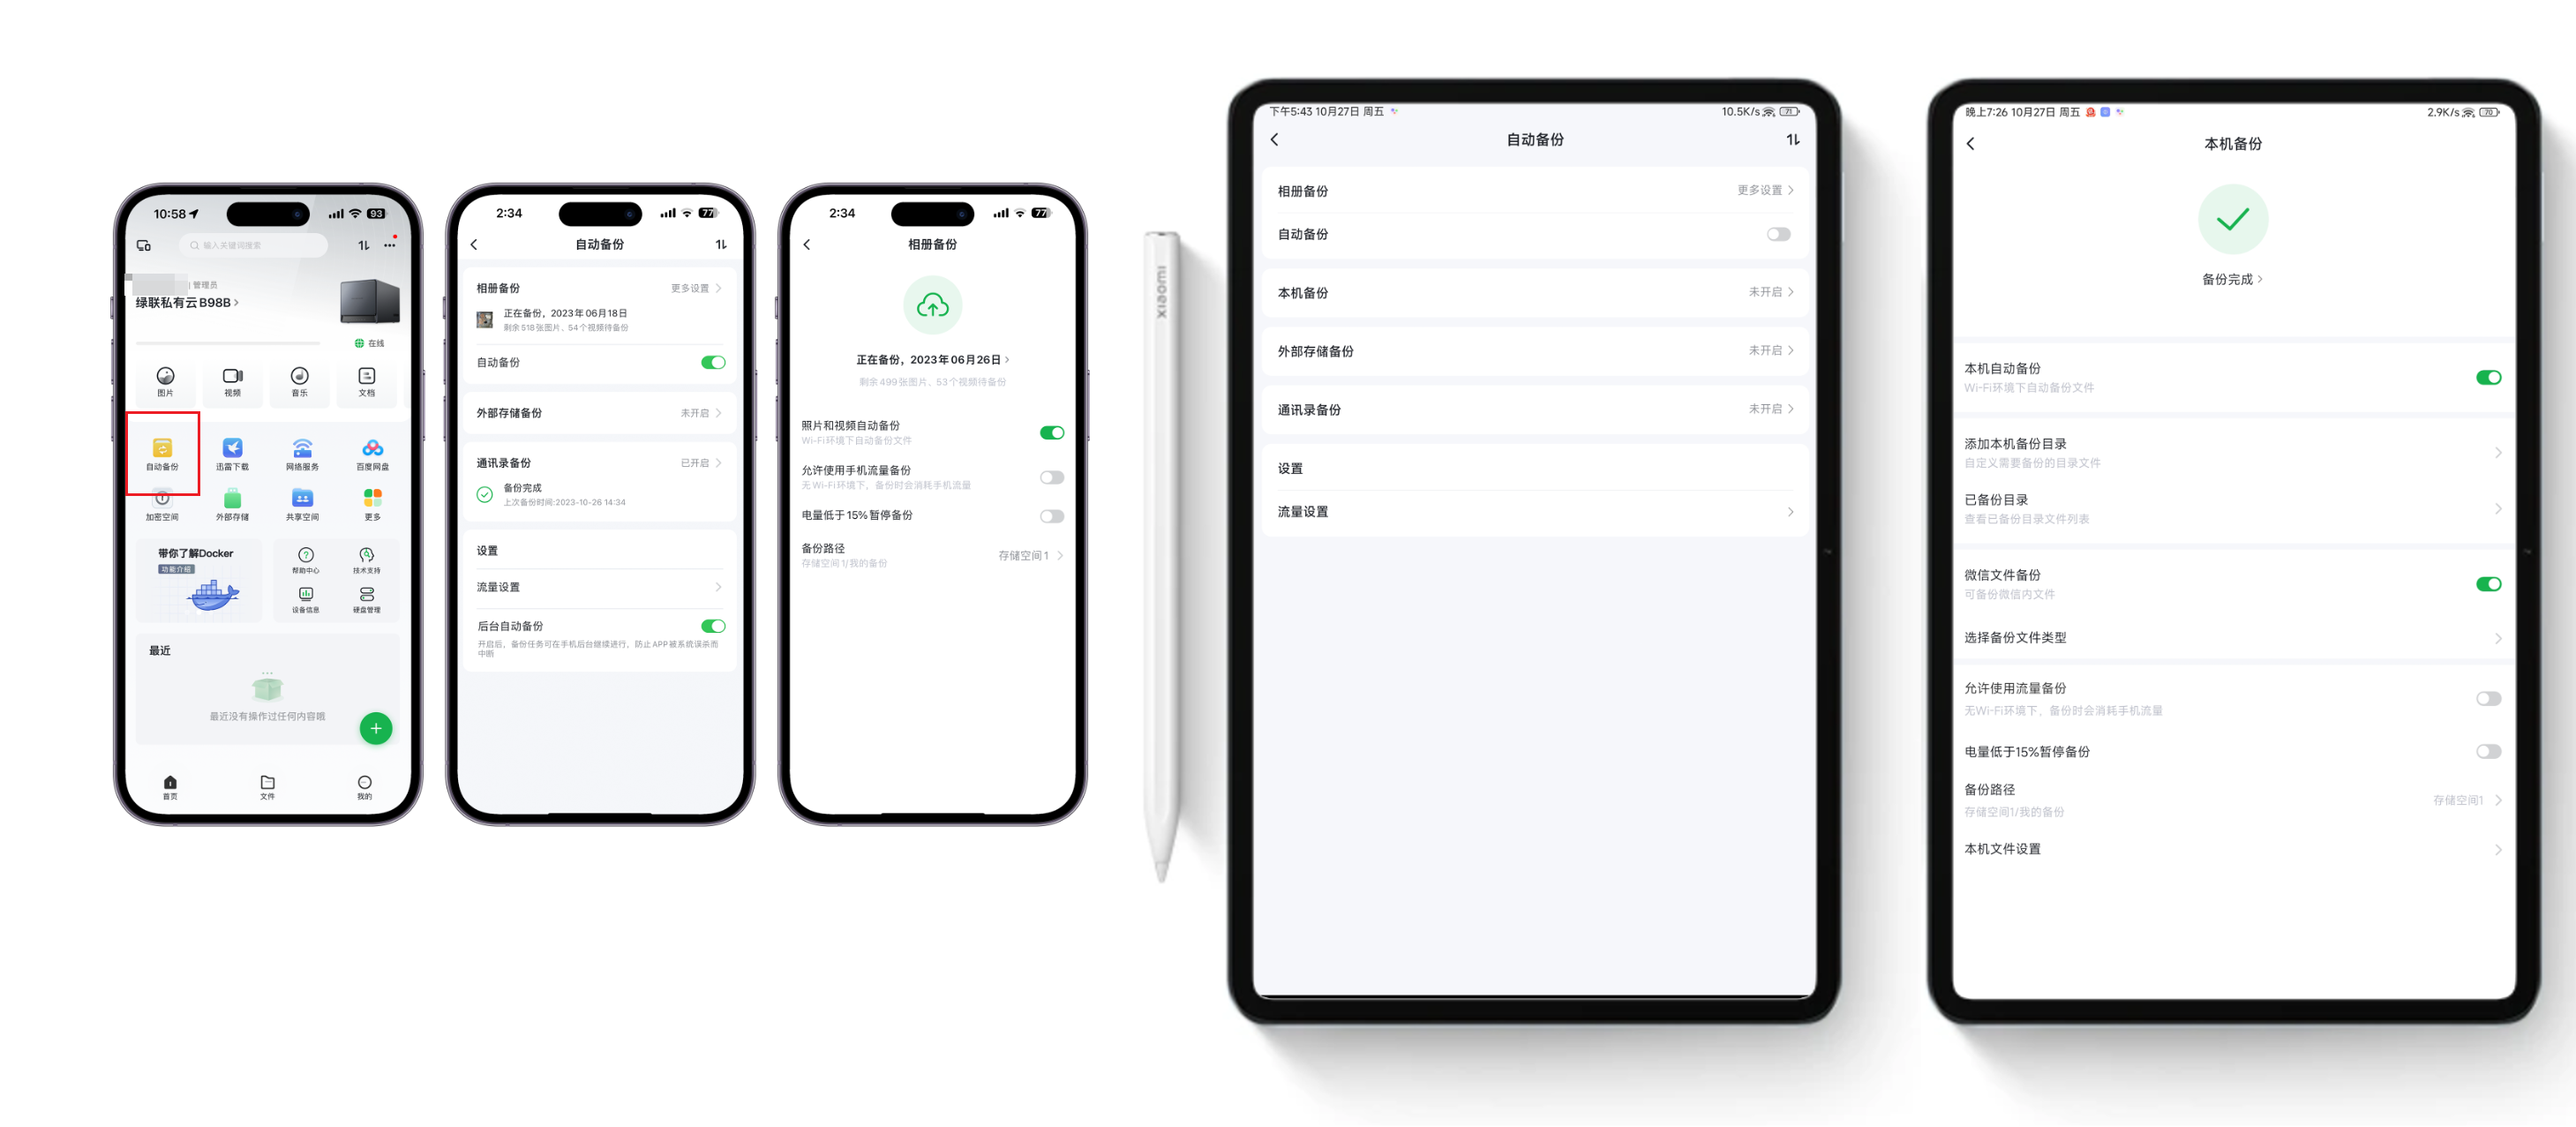 10:58
93
输入关键词搜索
管理员
绿联私有云B98B
在线
图片
视频
音乐
文档
自动备份
迅雷下载
网络服务
百度网盘
加密空间
外部存储
共享空间
更多
带你了解Docker
功能介绍
帮助中心
技术支持
设备信息
硬盘管理
最近
最近没有操作过任何内容哦
首页
文件
我的
2:34
77
自动备份
相册备份
更多设置
正在备份，2023年06月18日
剩余518张图片、54个视频待备份
自动备份
外部存储备份
未开启
通讯录备份
已开启
备份完成
上次备份时间:2023-10-26 14:34
设置
流量设置
后台自动备份
开启后，备份任务可在手机后台继续进行，防止APP被系统误杀而
中断
2:34
77
相册备份
正在备份，2023年06月26日
剩余499张图片、53个视频待备份
照片和视频自动备份
Wi-Fi环境下自动备份文件
允许使用手机流量备份
无Wi-Fi环境下，备份时会消耗手机流量
电量低于15%暂停备份
备份路径
存储空间1/我的备份
存储空间1
xiaomi
下午5:43 10月27日 周五
10.5K/s
71
自动备份
相册备份
更多设置
自动备份
本机备份
未开启
外部存储备份
未开启
通讯录备份
未开启
设置
流量设置
晚上7:26 10月27日 周五
2.9K/s
70
本机备份
备份完成
本机自动备份
Wi-Fi环境下自动备份文件
添加本机备份目录
自定义需要备份的目录文件
已备份目录
查看已备份目录文件列表
微信文件备份
可备份微信内文件
选择备份文件类型
允许使用流量备份
无Wi-Fi环境下，备份时会消耗手机流量
电量低于15%暂停备份
备份路径
存储空间1/我的备份
存储空间1
本机文件设置